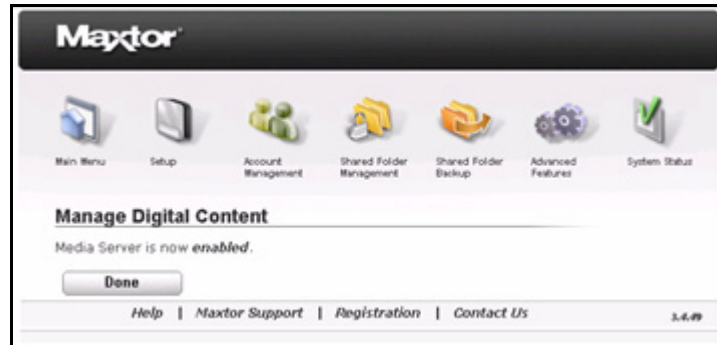 Maxtor
Main Menu
Setup
Account Management
Shared Folder Management
Shared Folder Backup
Advanced Features
System Status
Manage Digital Content
Media Server is now enabled.
Done
Help | Maxtor Support | Registration | Contact Us